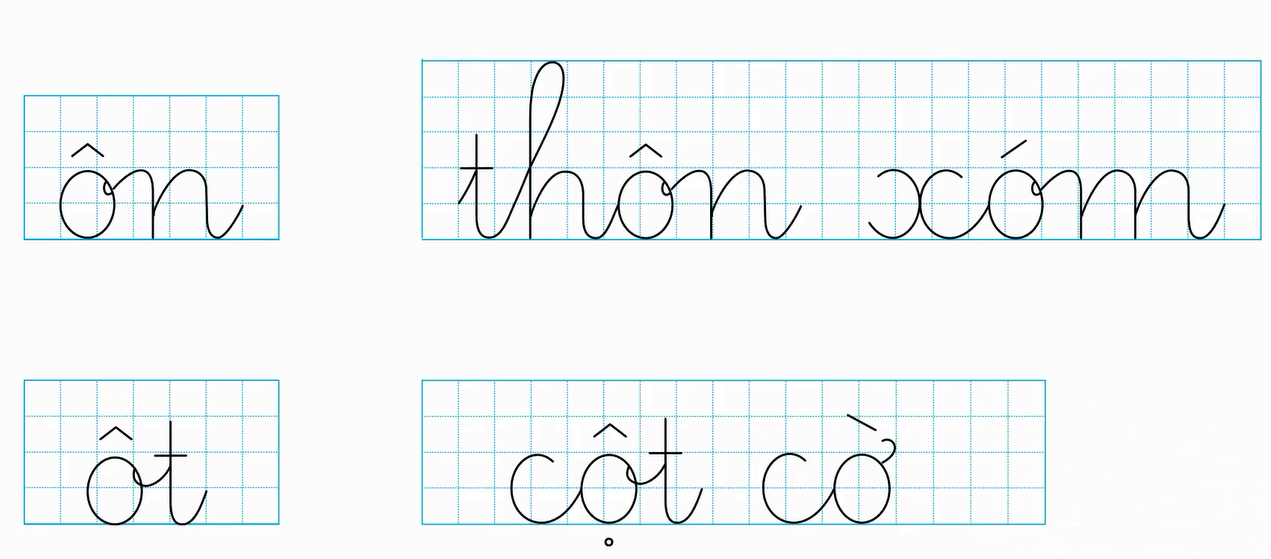 ôn
thôn xóm
ôt
cột cờ